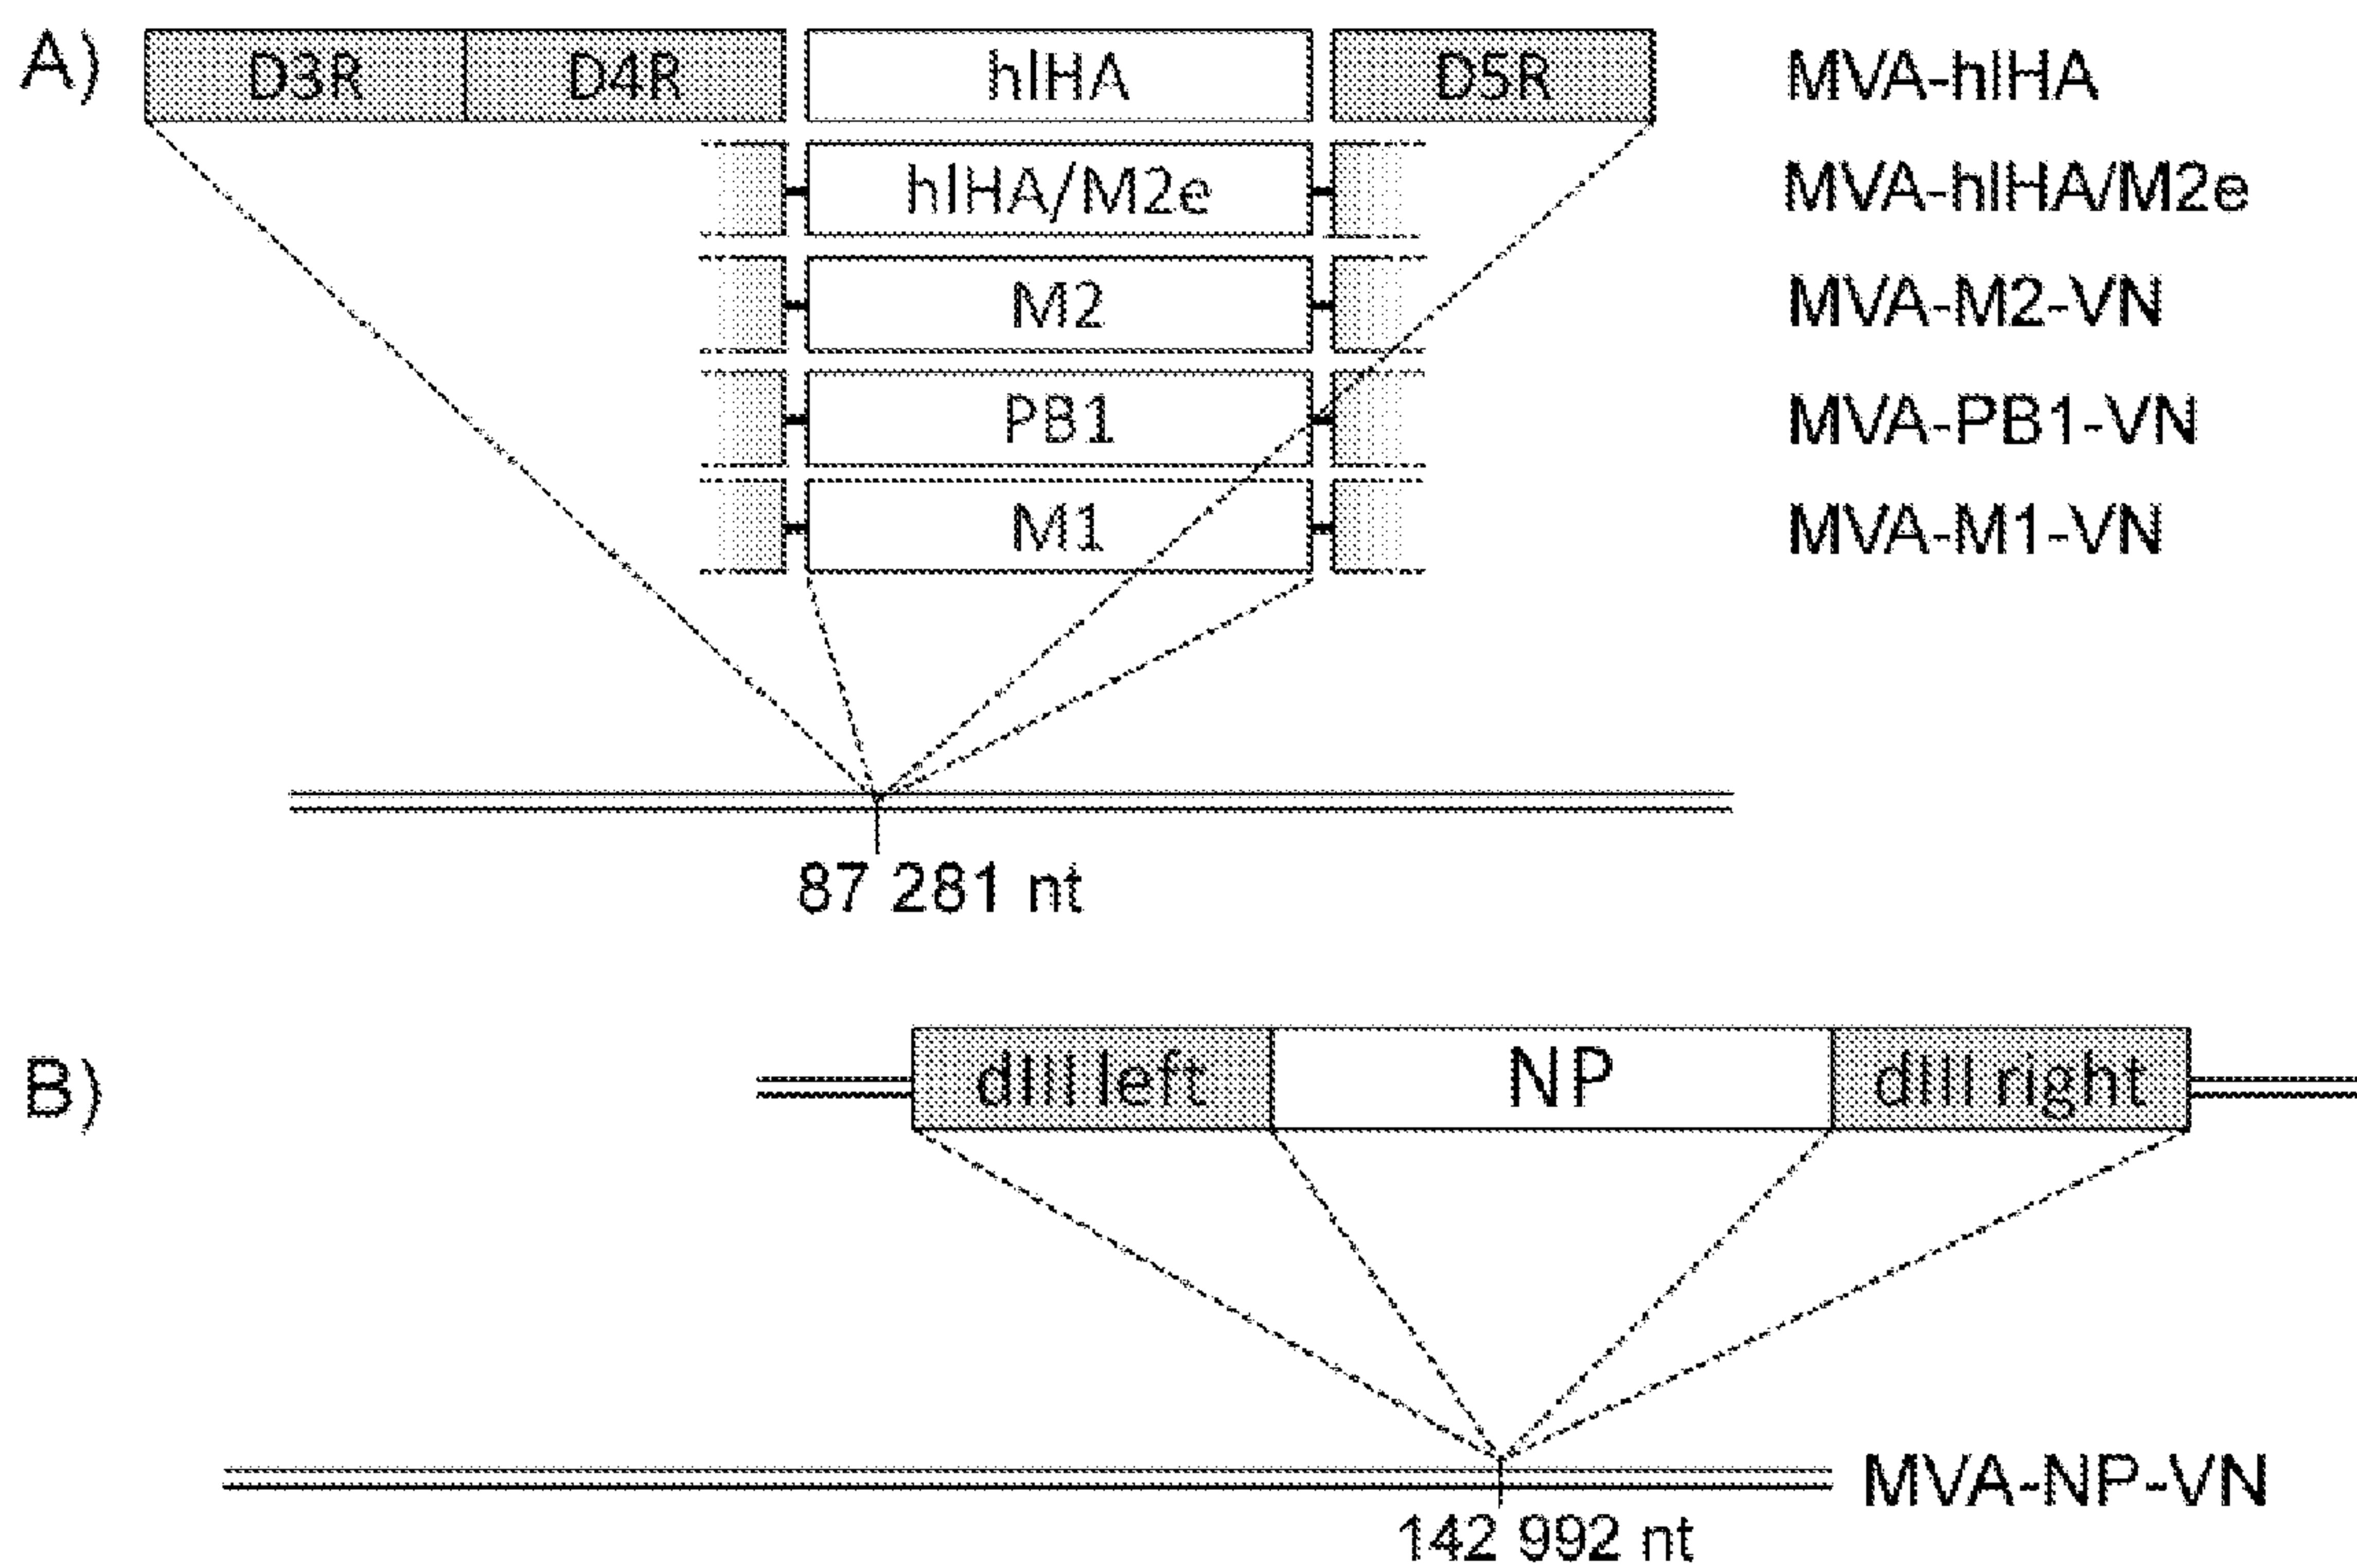 A) D3R D4R hlHA D5R MVA-hlHA
hlHA/M2e MVA-hlHA/M2e
M2 MVA-M2-VN
PB1 MVA-PB1-VN
M1 MVA-M1-VN
87 281 nt
B) dIII left NP dIII right
MVA-NP-VN
142 992 nt